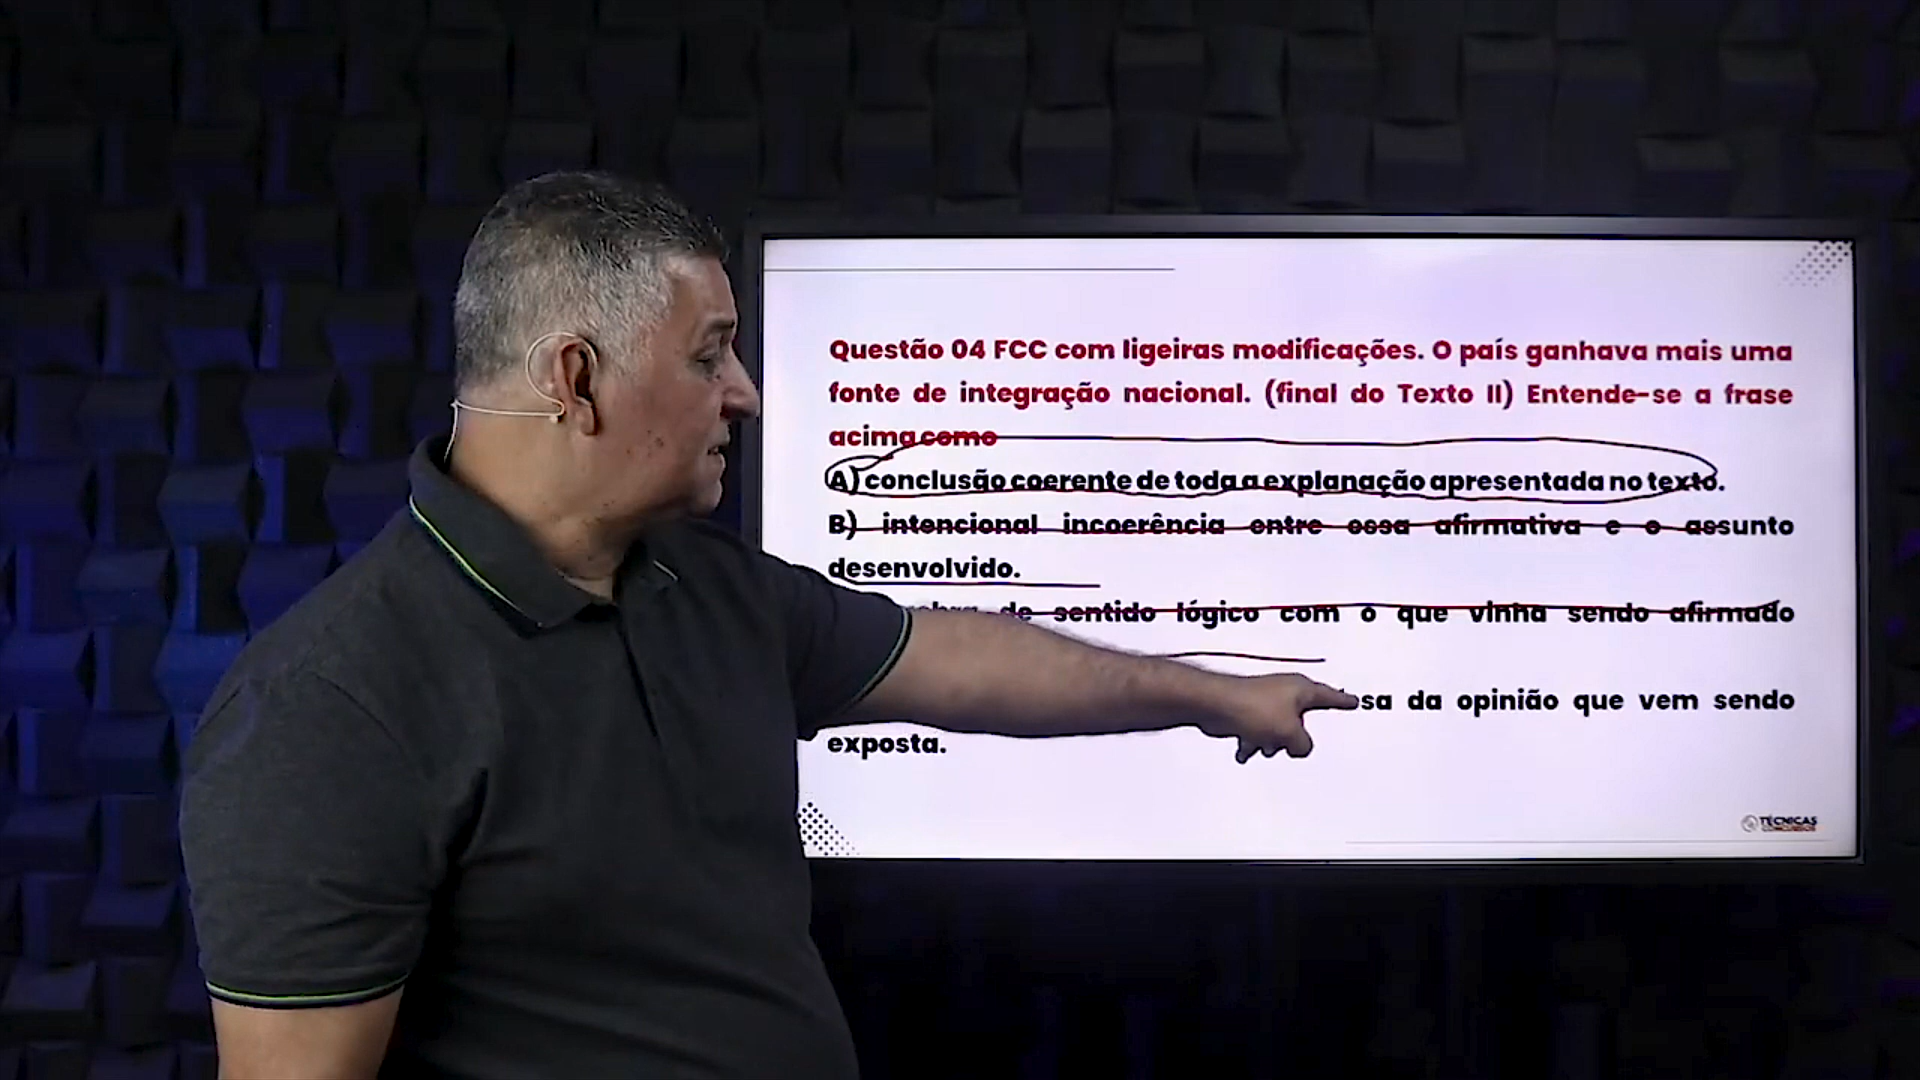 Questão 04 FCC com ligeiras modificações. O país ganhava mais uma
fonte de integração nacional. (final do Texto II) Entende-se a frase
acima como
A) conclusão coerente de toda a explanação apresentada no texto.
B) intencional incoerência entre essa afirmativa e o assunto
desenvolvido.
de sentido lógico com o que vinha sendo afirmado
da opinião que vem sendo
exposta.
TÉCNICAS
CONCURSOS